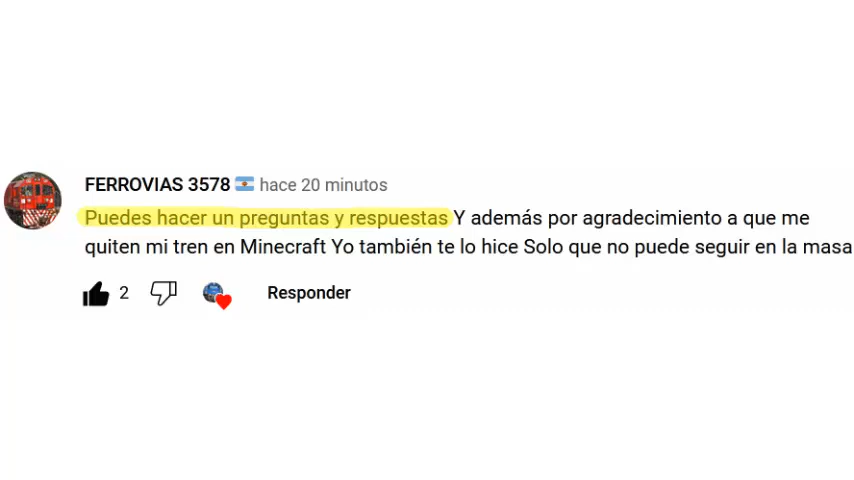 FERROVIAS 3578 🇦🇷 hace 20 minutos
Puedes hacer un preguntas y respuestas Y además por agradecimiento a que me
quiten mi tren en Minecraft Yo también te lo hice Solo que no puede seguir en la masa
2 Responder